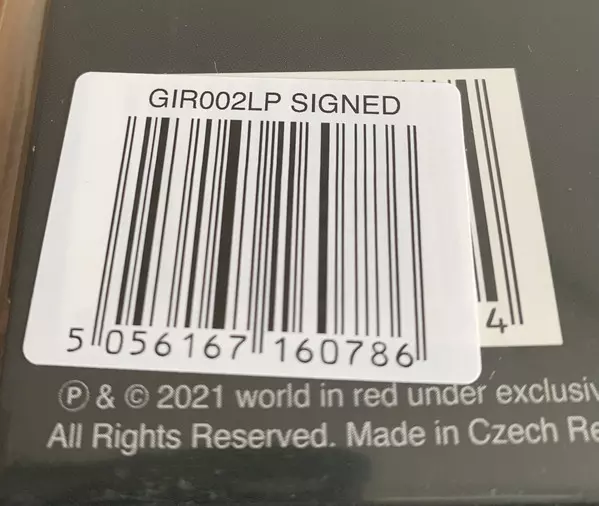 GIR002LP SIGNED
5 056167 160786
4
℗ & © 2021 world in red under
All Rights Reserved. Made in Czech